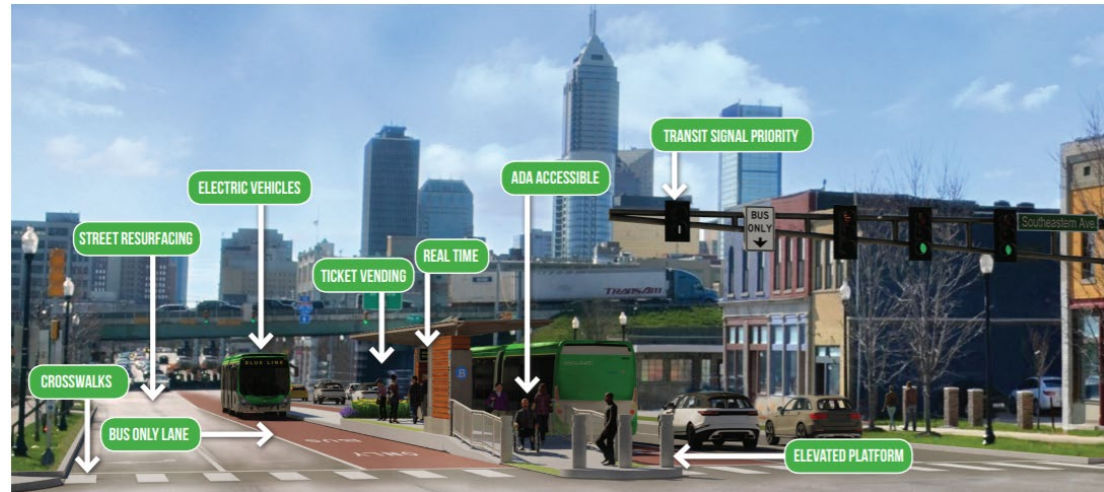 TRANSIT SIGNAL PRIORITY
ADA ACCESSIBLE
ELECTRIC VEHICLES
BUS
ONLY
Southeastern Ave.
STREET RESURFACING
REAL TIME
TICKET VENDING
TRANSAM
BLUE LINE
B
CROSSWALKS
BUS ONLY LANE
BUS
ONLY
ELEVATED PLATFORM